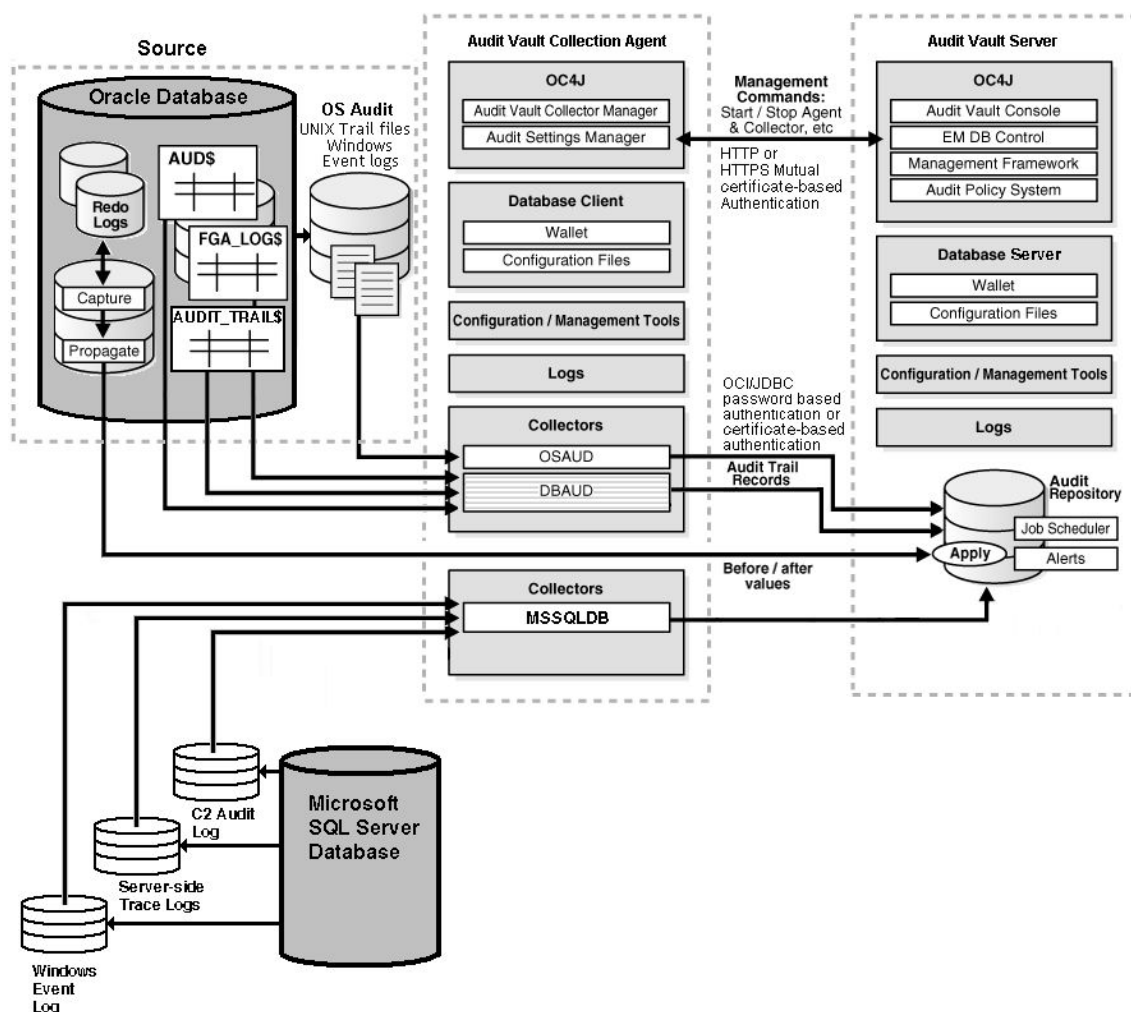 Source
Oracle Database
Redo
Logs
Capture
Propagate
AUD$
FGA_LOG$
AUDIT_TRAIL$
OS Audit
UNIX Trail files
Windows
Event logs
Audit Vault Collection Agent
OC4J
Audit Vault Collector Manager
Audit Settings Manager
Database Client
Wallet
Configuration Files
Configuration / Management Tools
Logs
Collectors
OSAUD
DBAUD
Collectors
MSSQLDB
Management
Commands:
Start / Stop Agent
& Collector, etc
HTTP or
HTTPS Mutual
certificate-based
Authentication
OCI/JDBC
password based
authentication or
certificate-based
authentication
Audit Trail
Records
Before / after
values
Audit Vault Server
OC4J
Audit Vault Console
EM DB Control
Management Framework
Audit Policy System
Database Server
Wallet
Configuration Files
Configuration / Management Tools
Logs
Audit
Repository
Job Scheduler
Apply
Alerts
Microsoft
SQL Server
Database
C2 Audit
Log
Server-side
Trace Logs
Windows
Event
Log